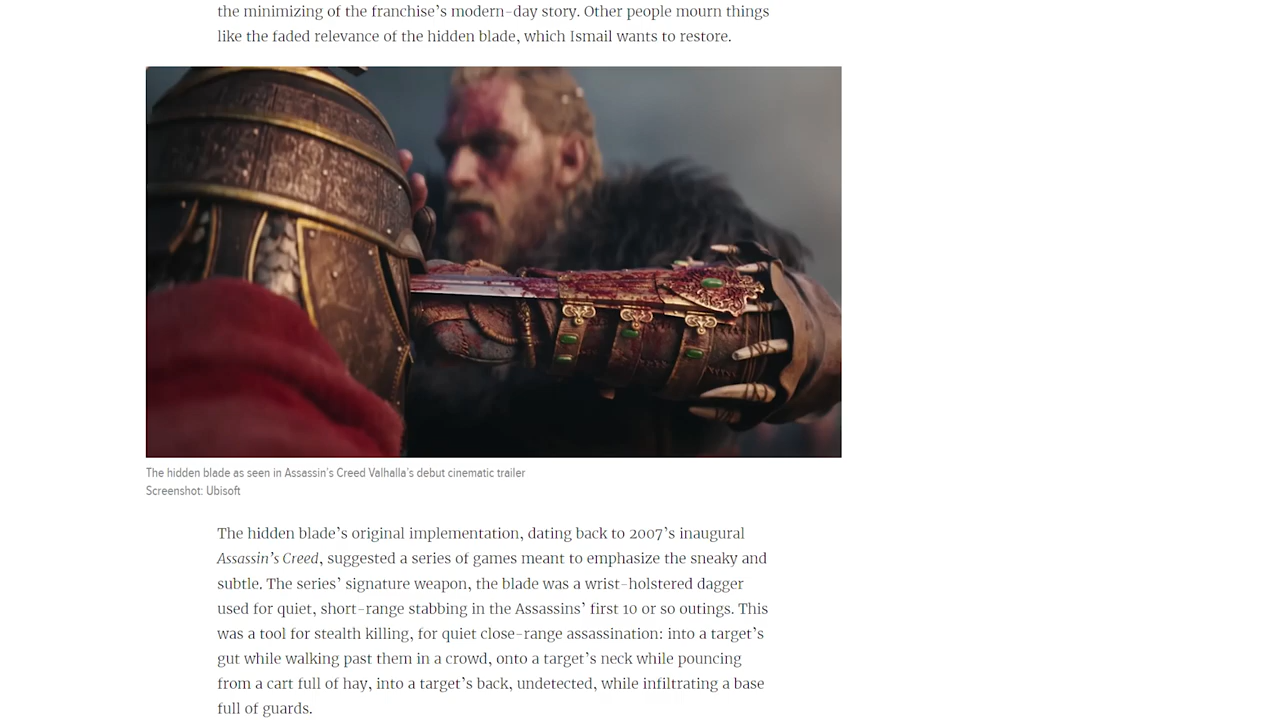 the minimizing of the franchise's modern-day story. Other people mourn things
like the faded relevance of the hidden blade, which Ismail wants to restore.
The hidden blade as seen in Assassin's Creed Valhalla's debut cinematic trailer
Screenshot: Ubisoft
The hidden blade's original implementation, dating back to 2007's inaugural
Assassin's Creed, suggested a series of games meant to emphasize the sneaky and
subtle. The series' signature weapon, the blade was a wrist-holstered dagger
used for quiet, short-range stabbing in the Assassins' first 10 or so outings. This
was a tool for stealth killing, for quiet close-range assassination: into a target's
gut while walking past them in a crowd, onto a target's neck while pouncing
from a cart full of hay, into a target's back, undetected, while infiltrating a base
full of guards.